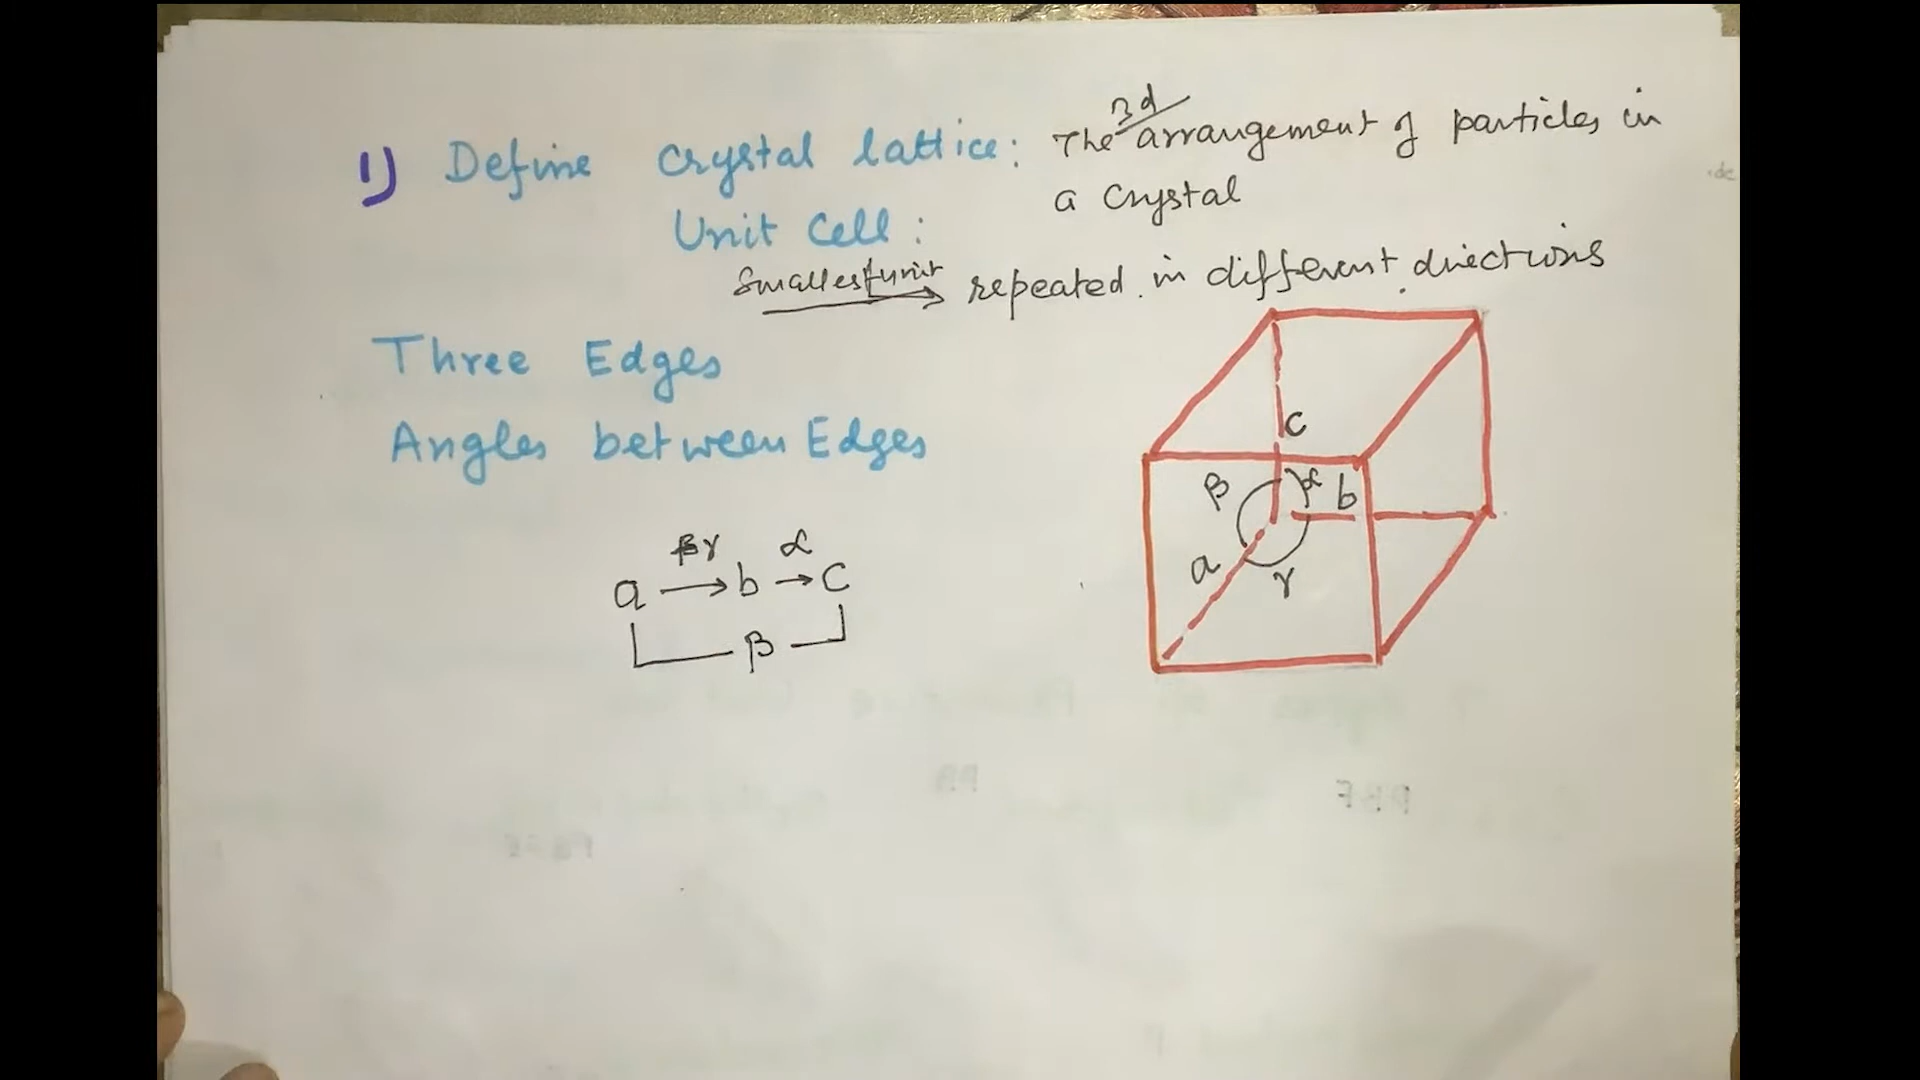 1) Define Crystal lattice: The 3d arrangement of particles in
a Crystal
Unit Cell:
Smallest unit repeated in different directions
Three Edges
Angles between Edges
C
β α b
a γ
γ α
a → b → C
β